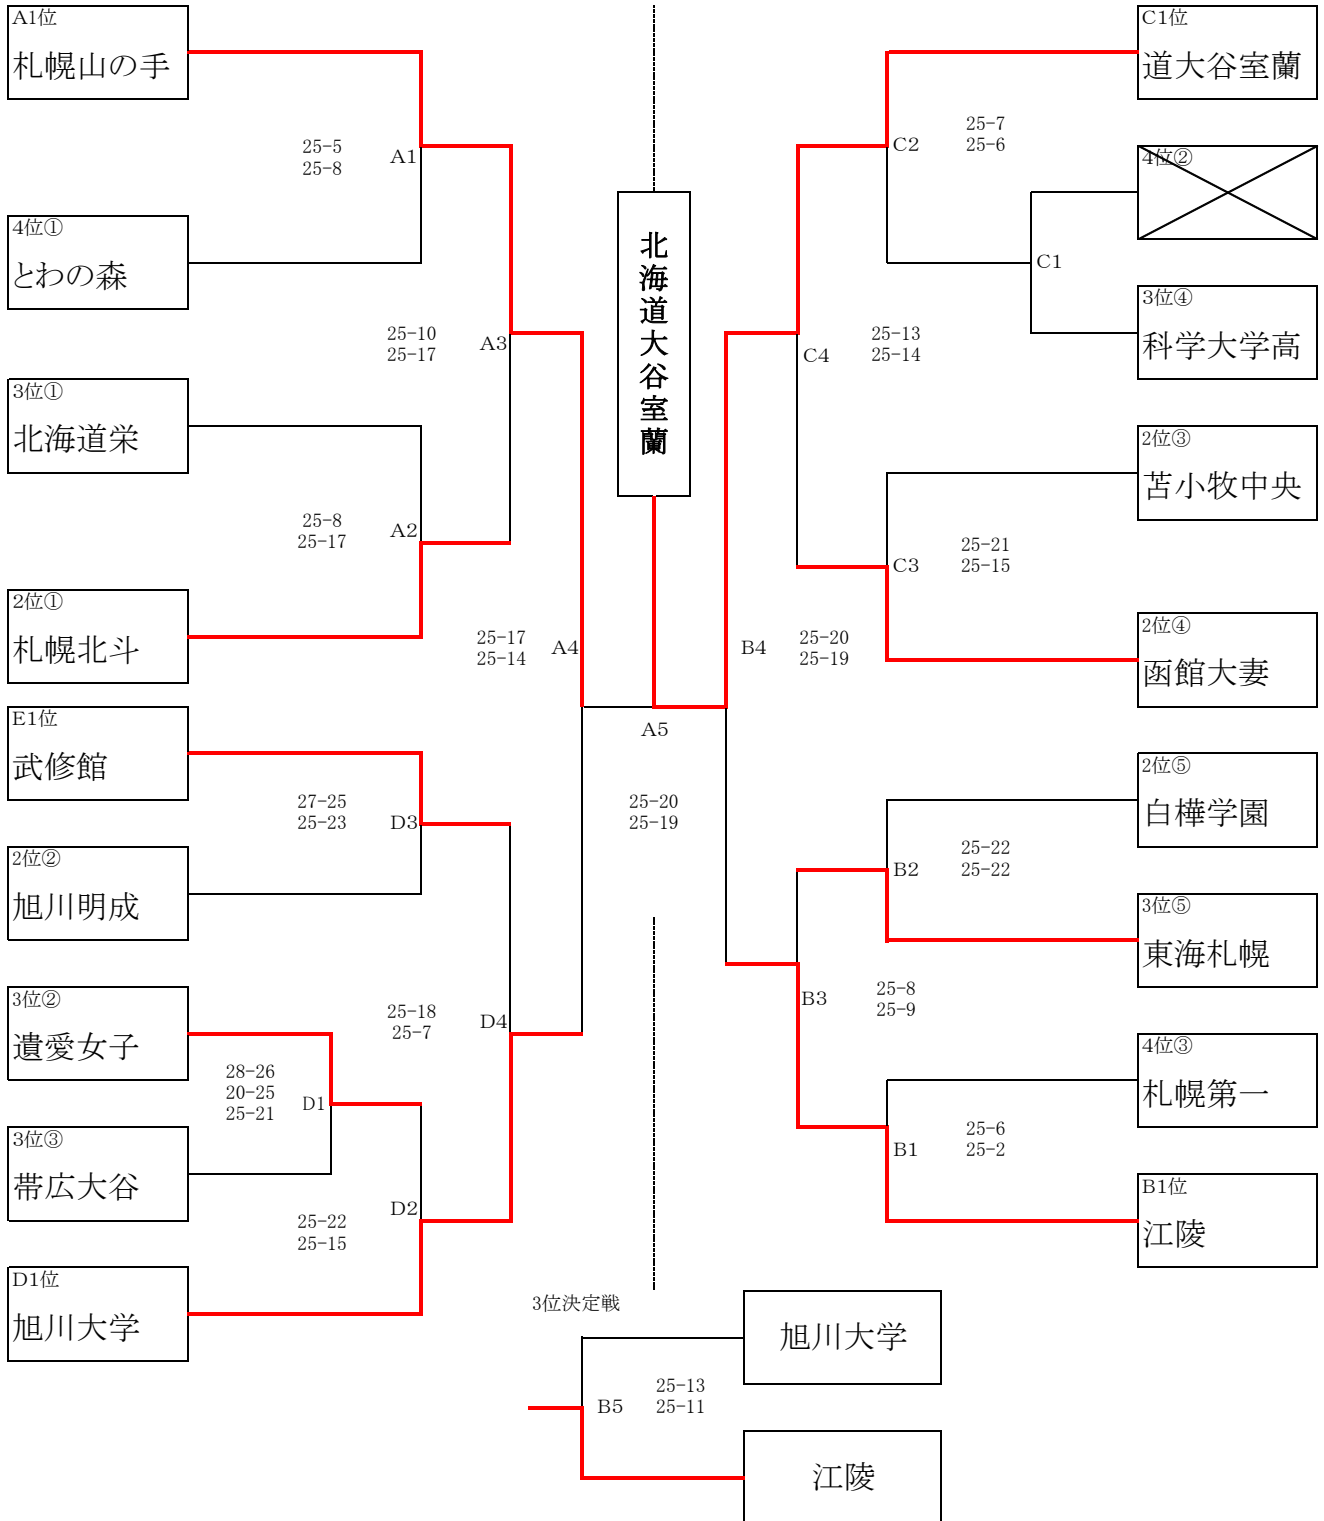 A1位
札幌山の手
25-5
25-8
A1
4位①
とわの森
25-10
25-17
A3
3位①
北海道栄
25-8
25-17
A2
2位①
札幌北斗
25-17
25-14
A4
E1位
武修館
27-25
25-23
D3
2位②
旭川明成
3位②
遺愛女子
25-18
25-7
D4
28-26
20-25
25-21
D1
3位③
帯広大谷
25-22
25-15
D2
D1位
旭川大学
北海道大谷室蘭
A5
25-20
25-19
C1位
道大谷室蘭
C2
25-7
25-6
4位②
C1
3位④
科学大学高
C4
25-13
25-14
2位③
苫小牧中央
C3
25-21
25-15
2位④
函館大妻
B4
25-20
25-19
2位⑤
白樺学園
B2
25-22
25-22
3位⑤
東海札幌
B3
25-8
25-9
4位③
札幌第一
B1
25-6
25-2
B1位
江陵
3位決定戦
旭川大学
B5
25-13
25-11
江陵